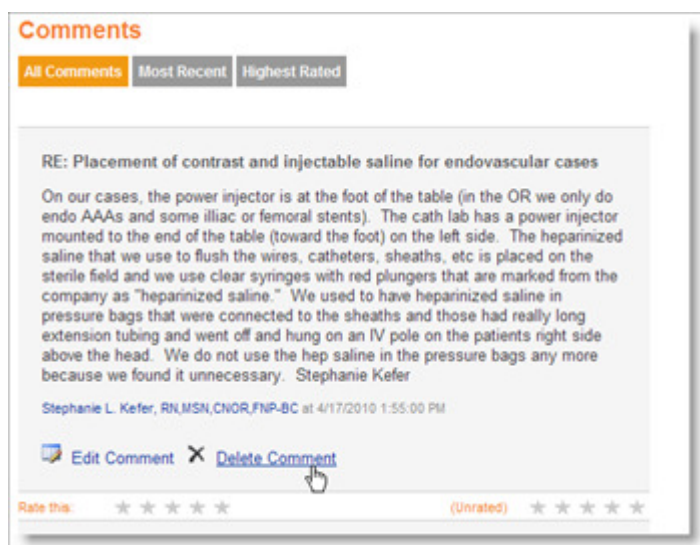 Comments
All Comments Most Recent Highest Rated
RE: Placement of contrast and injectable saline for endovascular cases
On our cases, the power injector is at the foot of the table (in the OR we only do
endo AAAs and some illiac or femoral stents). The cath lab has a power injector
mounted to the end of the table (toward the foot) on the left side. The heparinized
saline that we use to flush the wires, catheters, sheaths, etc is placed on the
sterile field and we use clear syringes with red plungers that are marked from the
company as "heparinized saline." We used to have heparinized saline in
pressure bags that were connected to the sheaths and those had really long
extension tubing and went off and hung on an IV pole on the patients right side
above the head. We do not use the hep saline in the pressure bags any more
because we found it unnecessary. Stephanie Kefer
Stephanie L. Kefer, RN,MSN,CNOR,FNP-BC at 4/17/2010 1:55:00 PM
Edit Comment Delete Comment
Rate this: (Unrated)